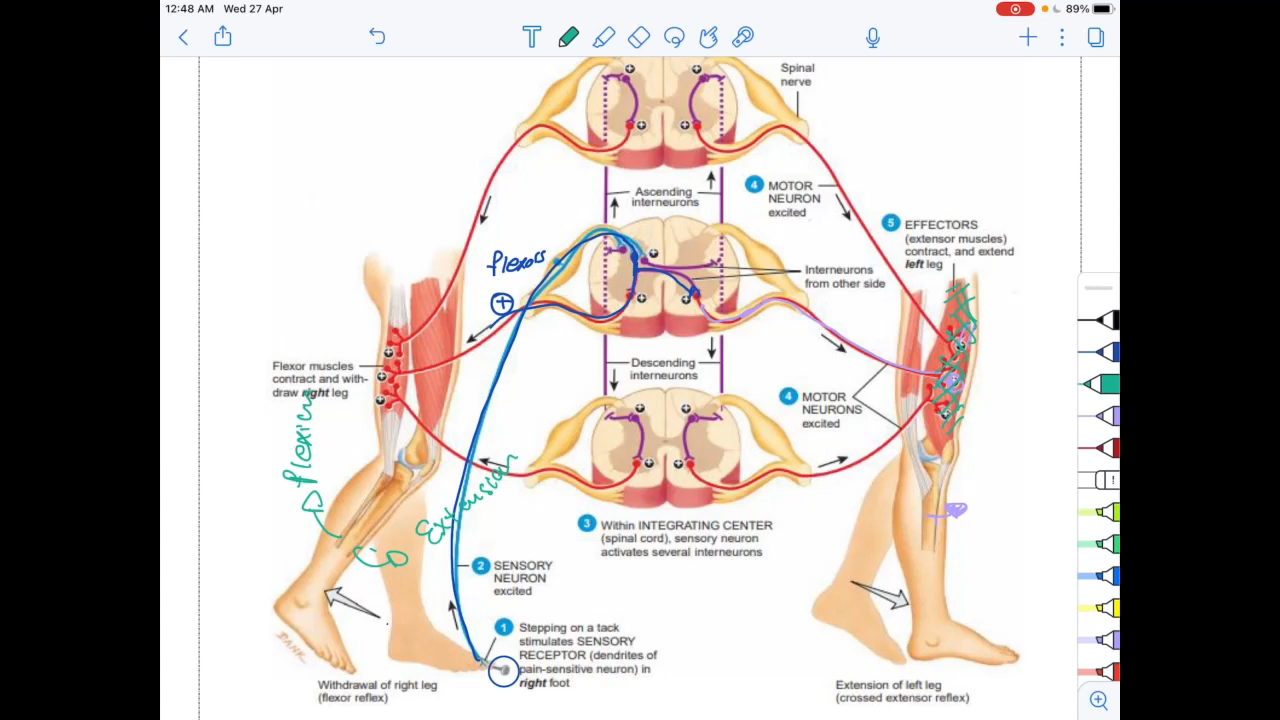 12:48 AM Wed 27 Apr
89%
T
Spinal
nerve
Ascending
interneurons
4 MOTOR
NEURON
excited
5 EFFECTORS
(extensor muscles)
contract, and extend
left leg
flexors
Interneurons
from other side
Flexor muscles
contract and with-
draw right leg
Descending
interneurons
4 MOTOR
NEURONS
excited
Extension
3 Within INTEGRATING CENTER
(spinal cord), sensory neuron
activates several interneurons
2 SENSORY
NEURON
excited
1 Stepping on a tack
stimulates SENSORY
RECEPTOR (dendrites of
pain-sensitive neuron) in
right foot
Withdrawal of right leg
(flexor reflex)
Extension of left leg
(crossed extensor reflex)